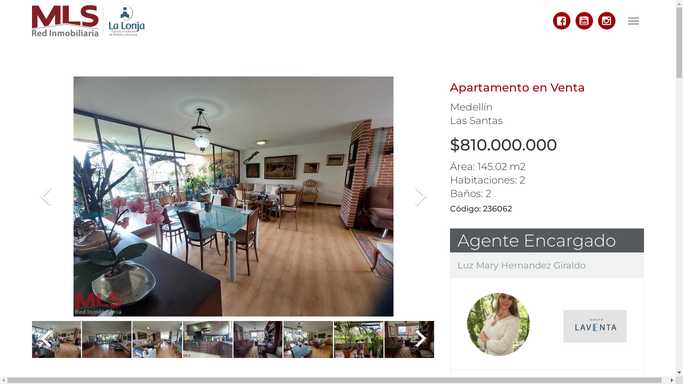 MLS
Red Inmobiliaria
La Lonja
Apartamento en Venta
Medellín
Las Santas
$810.000.000
Área: 145.02 m2
Habitaciones: 2
Baños: 2
Código: 236062
MLS
Red Inmobiliaria
Agente Encargado
Luz Mary Hernandez Giraldo
LAVENTA